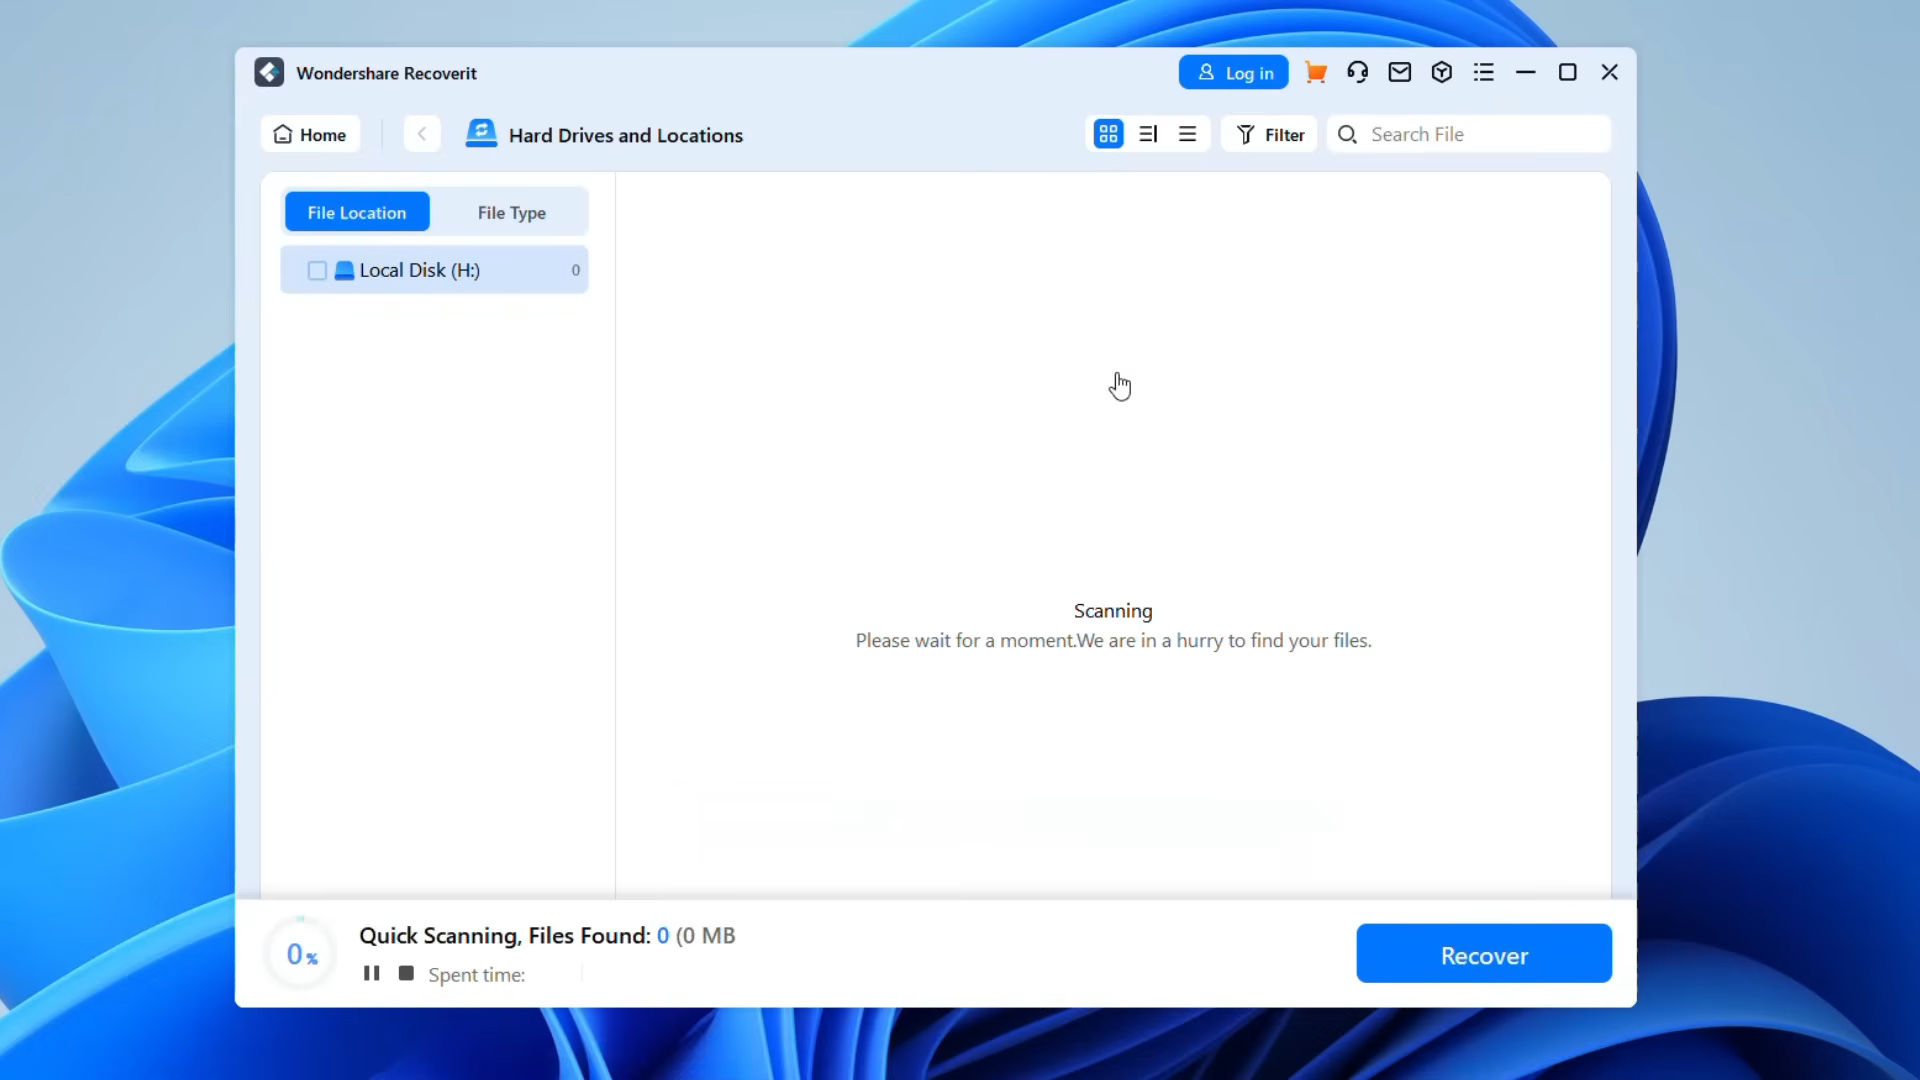 Wondershare Recoverit
Log in
Home
Hard Drives and Locations
Filter
Search File
File Location
File Type
Local Disk (H:)
0
Scanning
Please wait for a moment.We are in a hurry to find your files.
0%
Quick Scanning, Files Found: 0 (0 MB
Spent time:
Recover